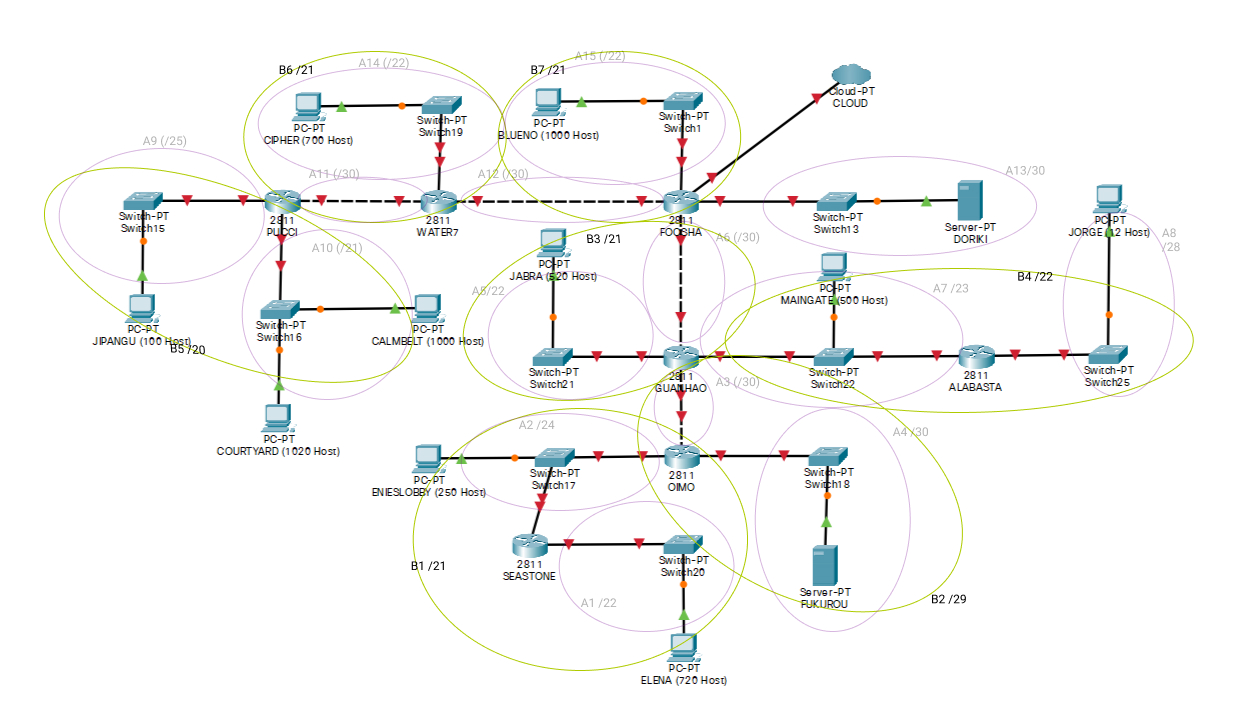 A14 (/22)
B6 /21
PC-PT
CIPHER (700 Host)
Switch-PT
Switch19
A15 (/22)
B7 /21
PC-PT
BLUENO (1000 Host)
Switch-PT
Switch1
Cloud-PT
CLOUD
A9 (/25)
Switch-PT
Switch15
A11 (/30)
2811
PUCCI
A12 (/30)
2811
WATER7
2811
FOOSHA
A13/30
Switch-PT
Switch13
Server-PT
DORIKI
PC-PT
JORGE (12 Host)
A8
/28
A10 (/21)
B3 /21
A6 (/30)
PC-PT
JABRA (520 Host)
PC-PT
MAINGATE (500 Host)
B4 /22
A5/22
A7 /23
PC-PT
JIPANGU (100 Host)
B5 /20
Switch-PT
Switch16
PC-PT
CALMBELT (1000 Host)
Switch-PT
Switch21
2811
GUANHAO
Switch-PT
Switch22
2811
ALABASTA
Switch-PT
Switch25
A3 (/30)
PC-PT
COURTYARD (1020 Host)
A2 /24
A4 /30
PC-PT
ENIESLOBBY (250 Host)
Switch-PT
Switch17
2811
OIMO
Switch-PT
Switch18
B1 /21
2811
SEASTONE
Switch-PT
Switch20
A1 /22
Server-PT
FUKUROU
B2 /29
PC-PT
ELENA (720 Host)